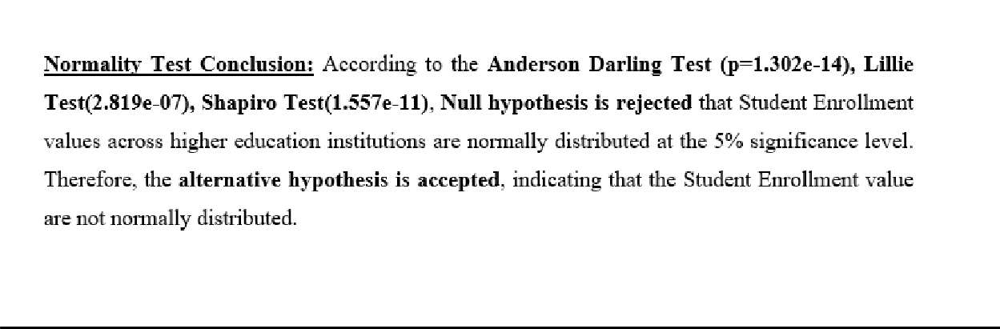 Normality Test Conclusion: According to the Anderson Darling Test (p=1.302e-14), Lillie
Test(2.819e-07), Shapiro Test(1.557e-11), Null hypothesis is rejected that Student Enrollment
values across higher education institutions are normally distributed at the 5% significance level.
Therefore, the alternative hypothesis is accepted, indicating that the Student Enrollment value
are not normally distributed.